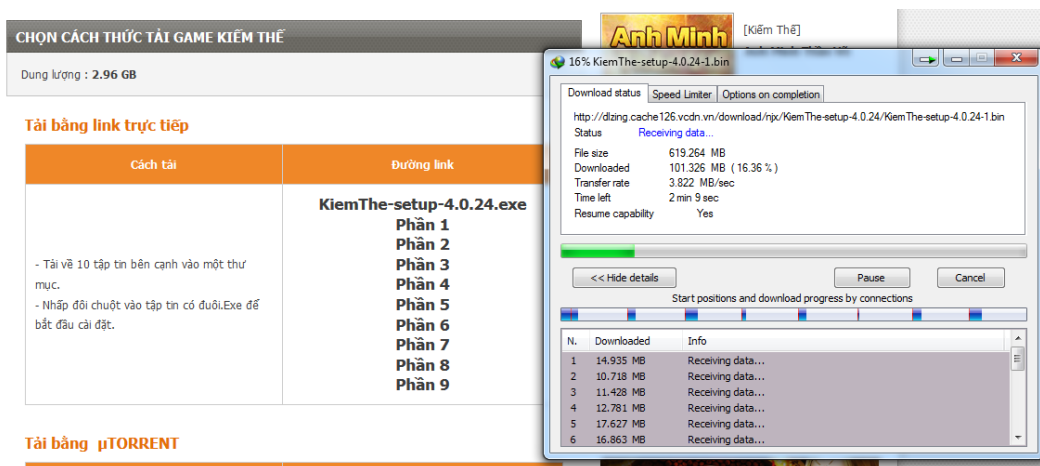 CHỌN CÁCH THỨC TẢI GAME KIẾM THẾ
Dung lượng : 2.96 GB
Tải bằng link trực tiếp
Cách tải
Đường link
- Tải về 10 tập tin bên cạnh vào một thư
mục.
- Nhấp đôi chuột vào tập tin có đuôi.Exe để
bắt đầu cài đặt.
KiemThe-setup-4.0.24.exe
Phần 1
Phần 2
Phần 3
Phần 4
Phần 5
Phần 6
Phần 7
Phần 8
Phần 9
Tải bằng µTORRENT
Anh Minh
[Kiếm Thế]
16% KiemThe-setup-4.0.24-1.bin
Download status
Speed Limiter
Options on completion
http://dlzing.cache126.vcdn.vn/download/njx/KiemThe-setup-4.0.24/KiemThe-setup-4.0.24-1.bin
Status Receiving data...
File size 619.264 MB
Downloaded 101.326 MB ( 16.36 % )
Transfer rate 3.822 MB/sec
Time left 2 min 9 sec
Resume capability Yes
<< Hide details
Pause
Cancel
Start positions and download progress by connections
N. Downloaded Info
1 14.935 MB Receiving data...
2 10.718 MB Receiving data...
3 11.428 MB Receiving data...
4 12.781 MB Receiving data...
5 17.627 MB Receiving data...
6 16.863 MB Receiving data...